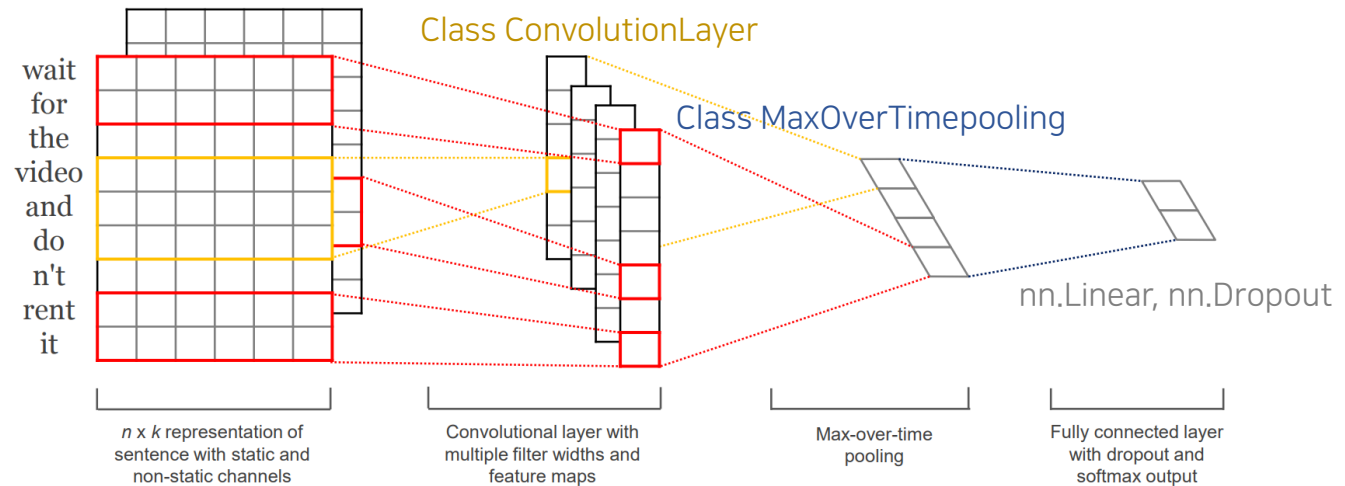 Class ConvolutionLayer
wait
for
the
video
and
do
n't
rent
it
Class MaxOverTimepooling
nn.Linear, nn.Dropout
n x k representation of
sentence with static and
non-static channels
Convolutional layer with
multiple filter widths and
feature maps
Max-over-time
pooling
Fully connected layer
with dropout and
softmax output